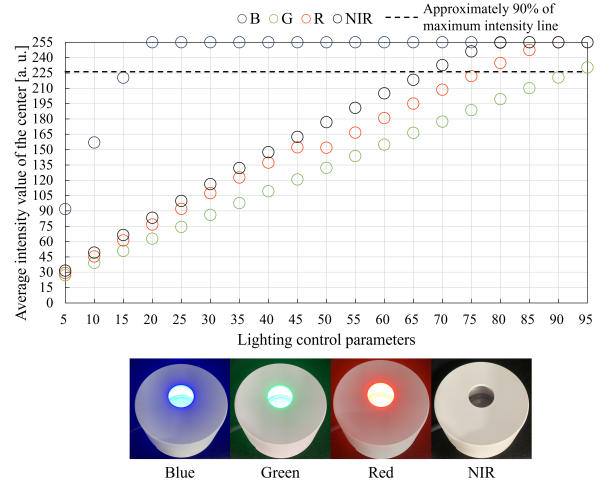 B G R NIR
Approximately 90% of
maximum intensity line
Average intensity value of the center [a. u.]
255
240
225
210
195
180
165
150
135
120
105
90
75
60
45
30
15
0
5 10 15 20 25 30 35 40 45 50 55 60 65 70 75 80 85 90 95
Lighting control parameters
Blue Green Red NIR